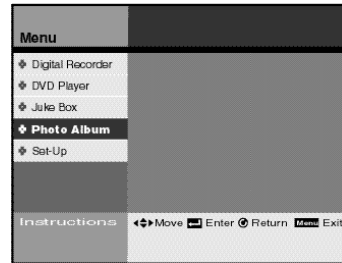 Menu
Digital Recorder
DVD Player
Juke Box
Photo Album
Set-Up
Instructions Move Enter Return Menu Exit